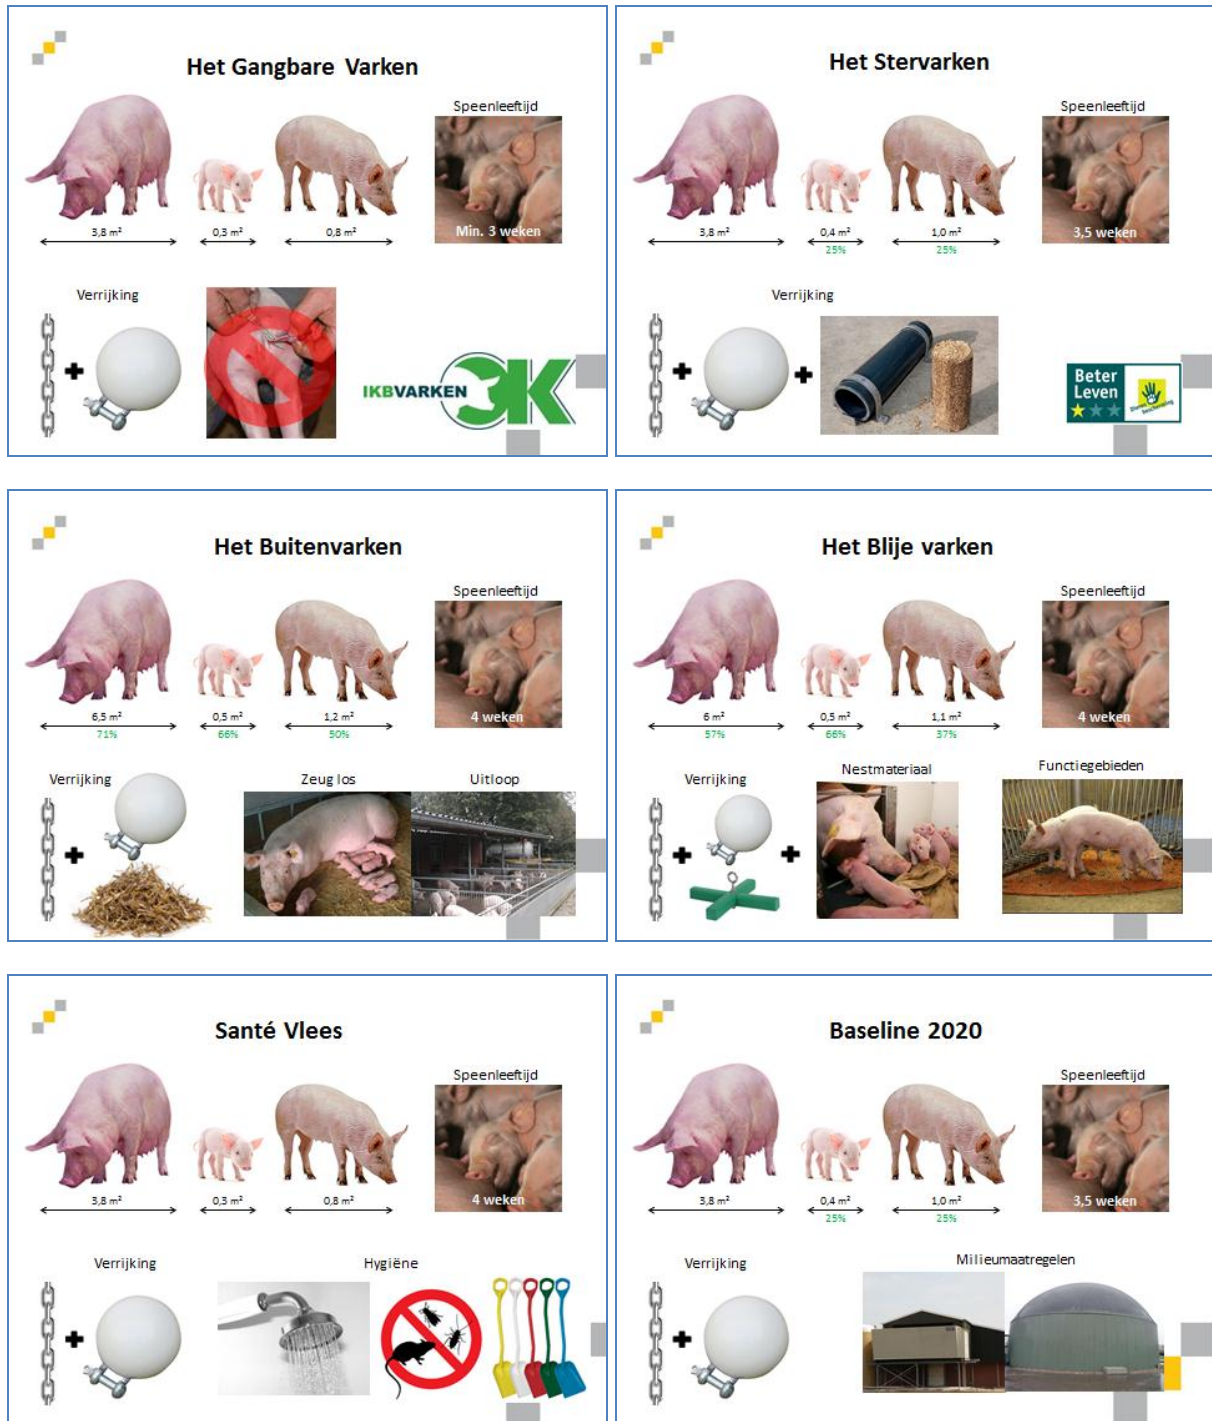 Het Gangbare Varken
Speenleeftijd
Min. 3 weken
3,8 m²
0,3 m²
0,8 m²
Verrijking
IKBVARKEN
Het Stervarken
Speenleeftijd
3,5 weken
3,8 m²
0,4 m²
1,0 m²
25%
25%
Verrijking
Beter
Leven
Het Buitenvarken
Speenleeftijd
4 weken
6,5 m²
0,5 m²
1,2 m²
71%
66%
50%
Verrijking
Zeug los
Uitloop
Het Blije varken
Speenleeftijd
4 weken
6 m²
0,5 m²
1,1 m²
57%
66%
37%
Verrijking
Nestmateriaal
Functiegebieden
Santé Vlees
Speenleeftijd
4 weken
3,8 m²
0,3 m²
0,8 m²
Verrijking
Hygiëne
Baseline 2020
Speenleeftijd
3,5 weken
3,8 m²
0,4 m²
1,0 m²
25%
25%
Verrijking
Milieumaatregelen